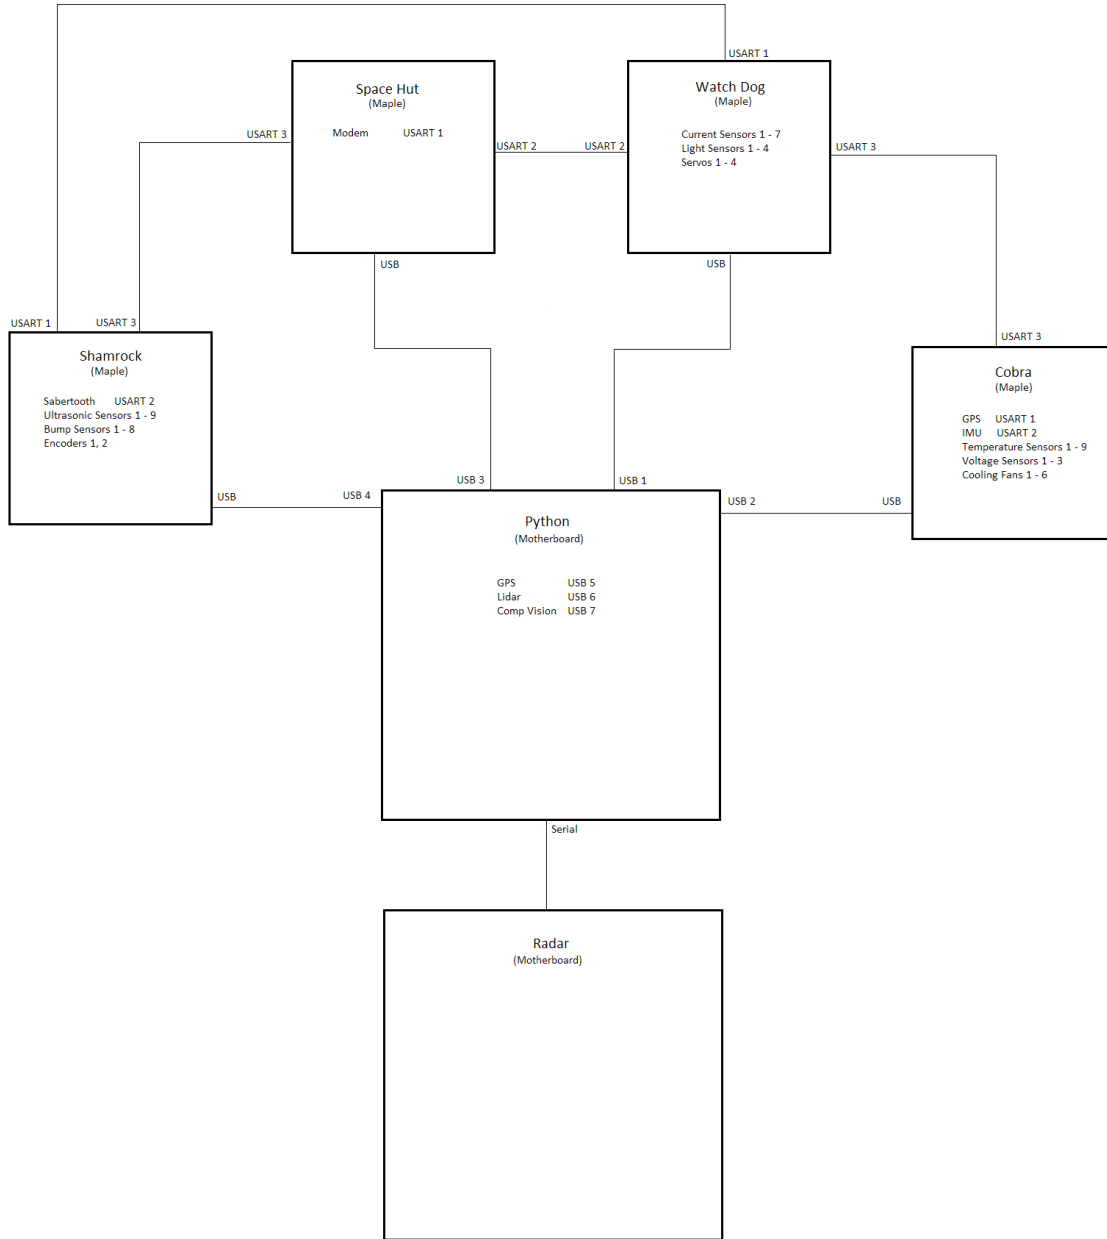 USART 1
Space Hut
(Maple)
Modem USART 1
USART 3
USART 2
USB
Watch Dog
(Maple)
Current Sensors 1 - 7
Light Sensors 1 - 4
Servos 1 - 4
USART 2
USART 3
USB
USART 1
USART 3
Shamrock
(Maple)
Sabertooth USART 2
Ultrasonic Sensors 1 - 9
Bump Sensors 1 - 8
Encoders 1, 2
USB
USART 3
Cobra
(Maple)
GPS USART 1
IMU USART 2
Temperature Sensors 1 - 9
Voltage Sensors 1 - 3
Cooling Fans 1 - 6
USB
USB 3
USB 1
USB 4
USB 2
Python
(Motherboard)
GPS USB 5
Lidar USB 6
Comp Vision USB 7
Serial
Radar
(Motherboard)